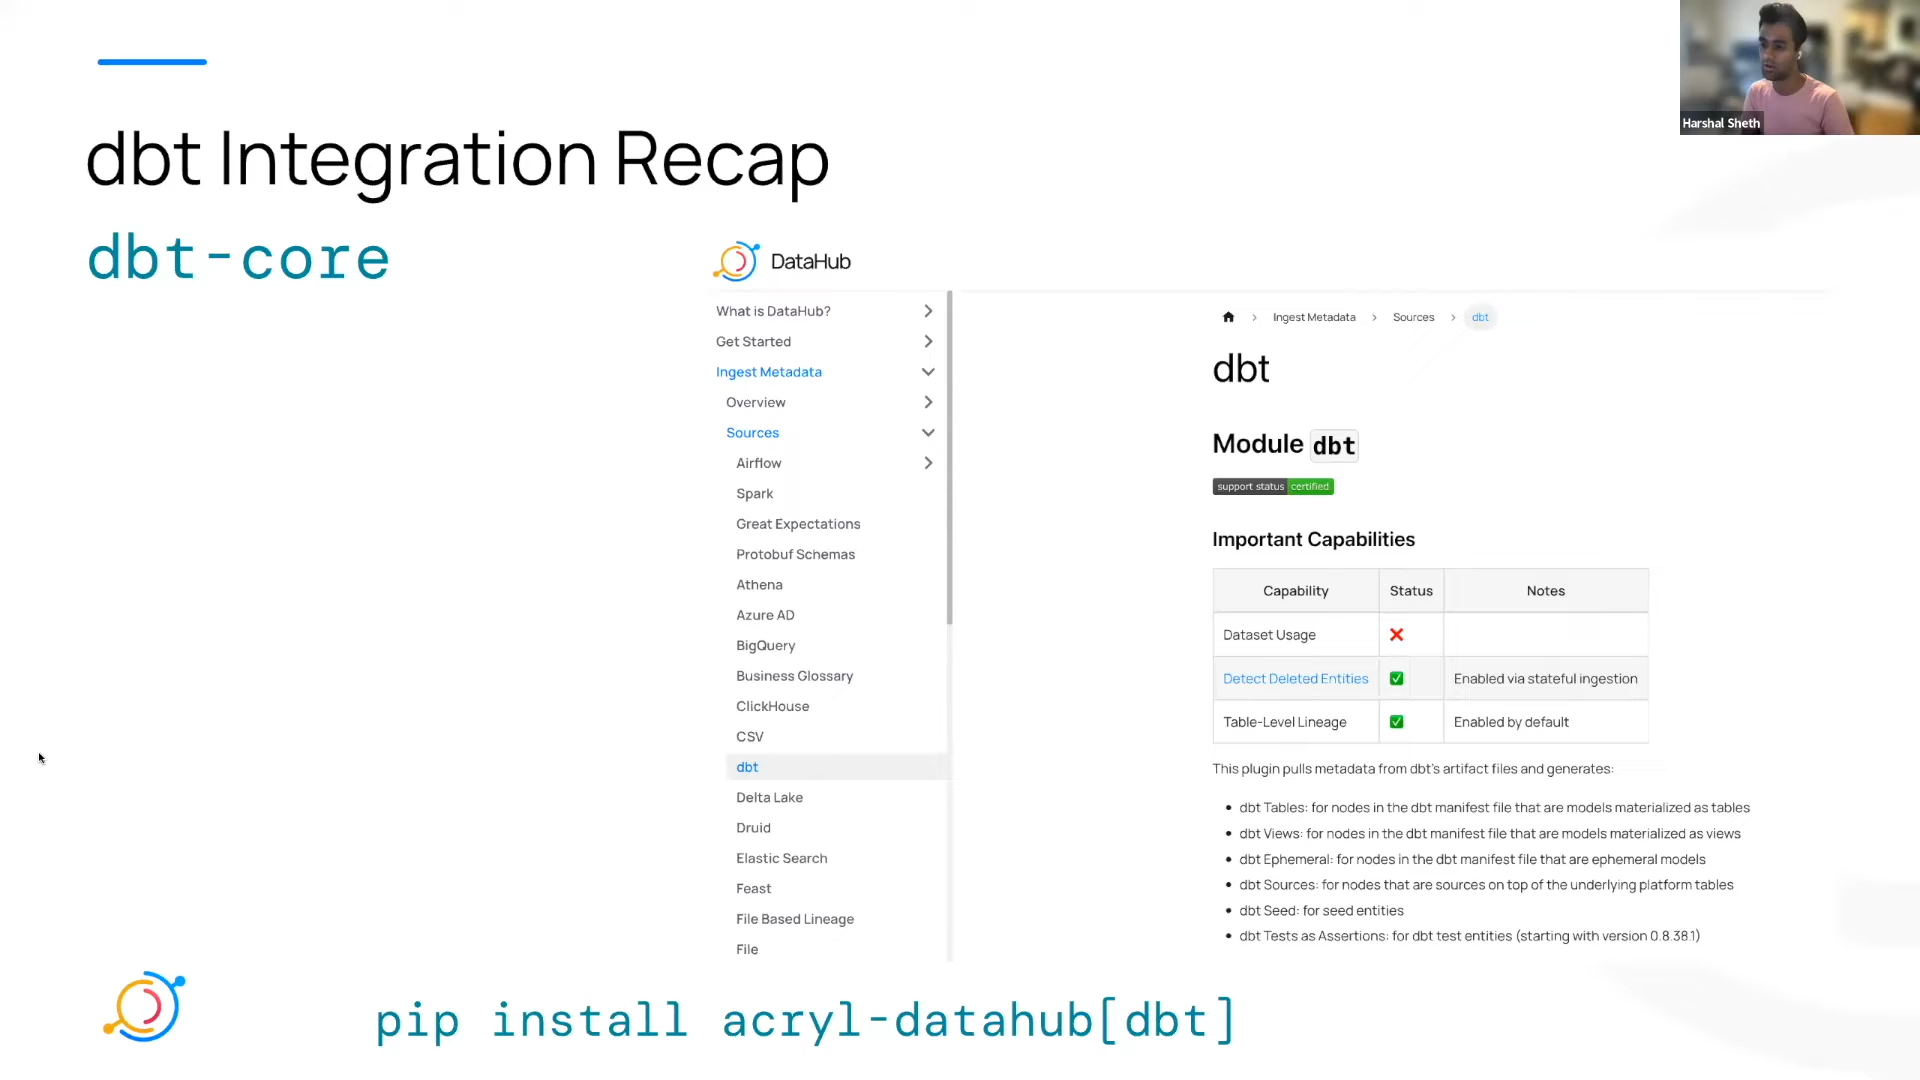 Harshal Sheth
dbt Integration Recap
dbt-core
DataHub
What is DataHub?
Get Started
Ingest Metadata
Overview
Sources
Airflow
Spark
Great Expectations
Protobuf Schemas
Athena
Azure AD
BigQuery
Business Glossary
ClickHouse
CSV
dbt
Delta Lake
Druid
Elastic Search
Feast
File Based Lineage
File
Ingest Metadata > Sources > dbt
dbt
Module dbt
support status certified
Important Capabilities
Capability Status Notes
Dataset Usage ❌
Detect Deleted Entities ✅ Enabled via stateful ingestion
Table-Level Lineage ✅ Enabled by default
This plugin pulls metadata from dbt's artifact files and generates:
• dbt Tables: for nodes in the dbt manifest file that are models materialized as tables
• dbt Views: for nodes in the dbt manifest file that are models materialized as views
• dbt Ephemeral: for nodes in the dbt manifest file that are ephemeral models
• dbt Sources: for nodes that are sources on top of the underlying platform tables
• dbt Seed: for seed entities
• dbt Tests as Assertions: for dbt test entities (starting with version 0.8.38.1)
pip install acryl-datahub[dbt]